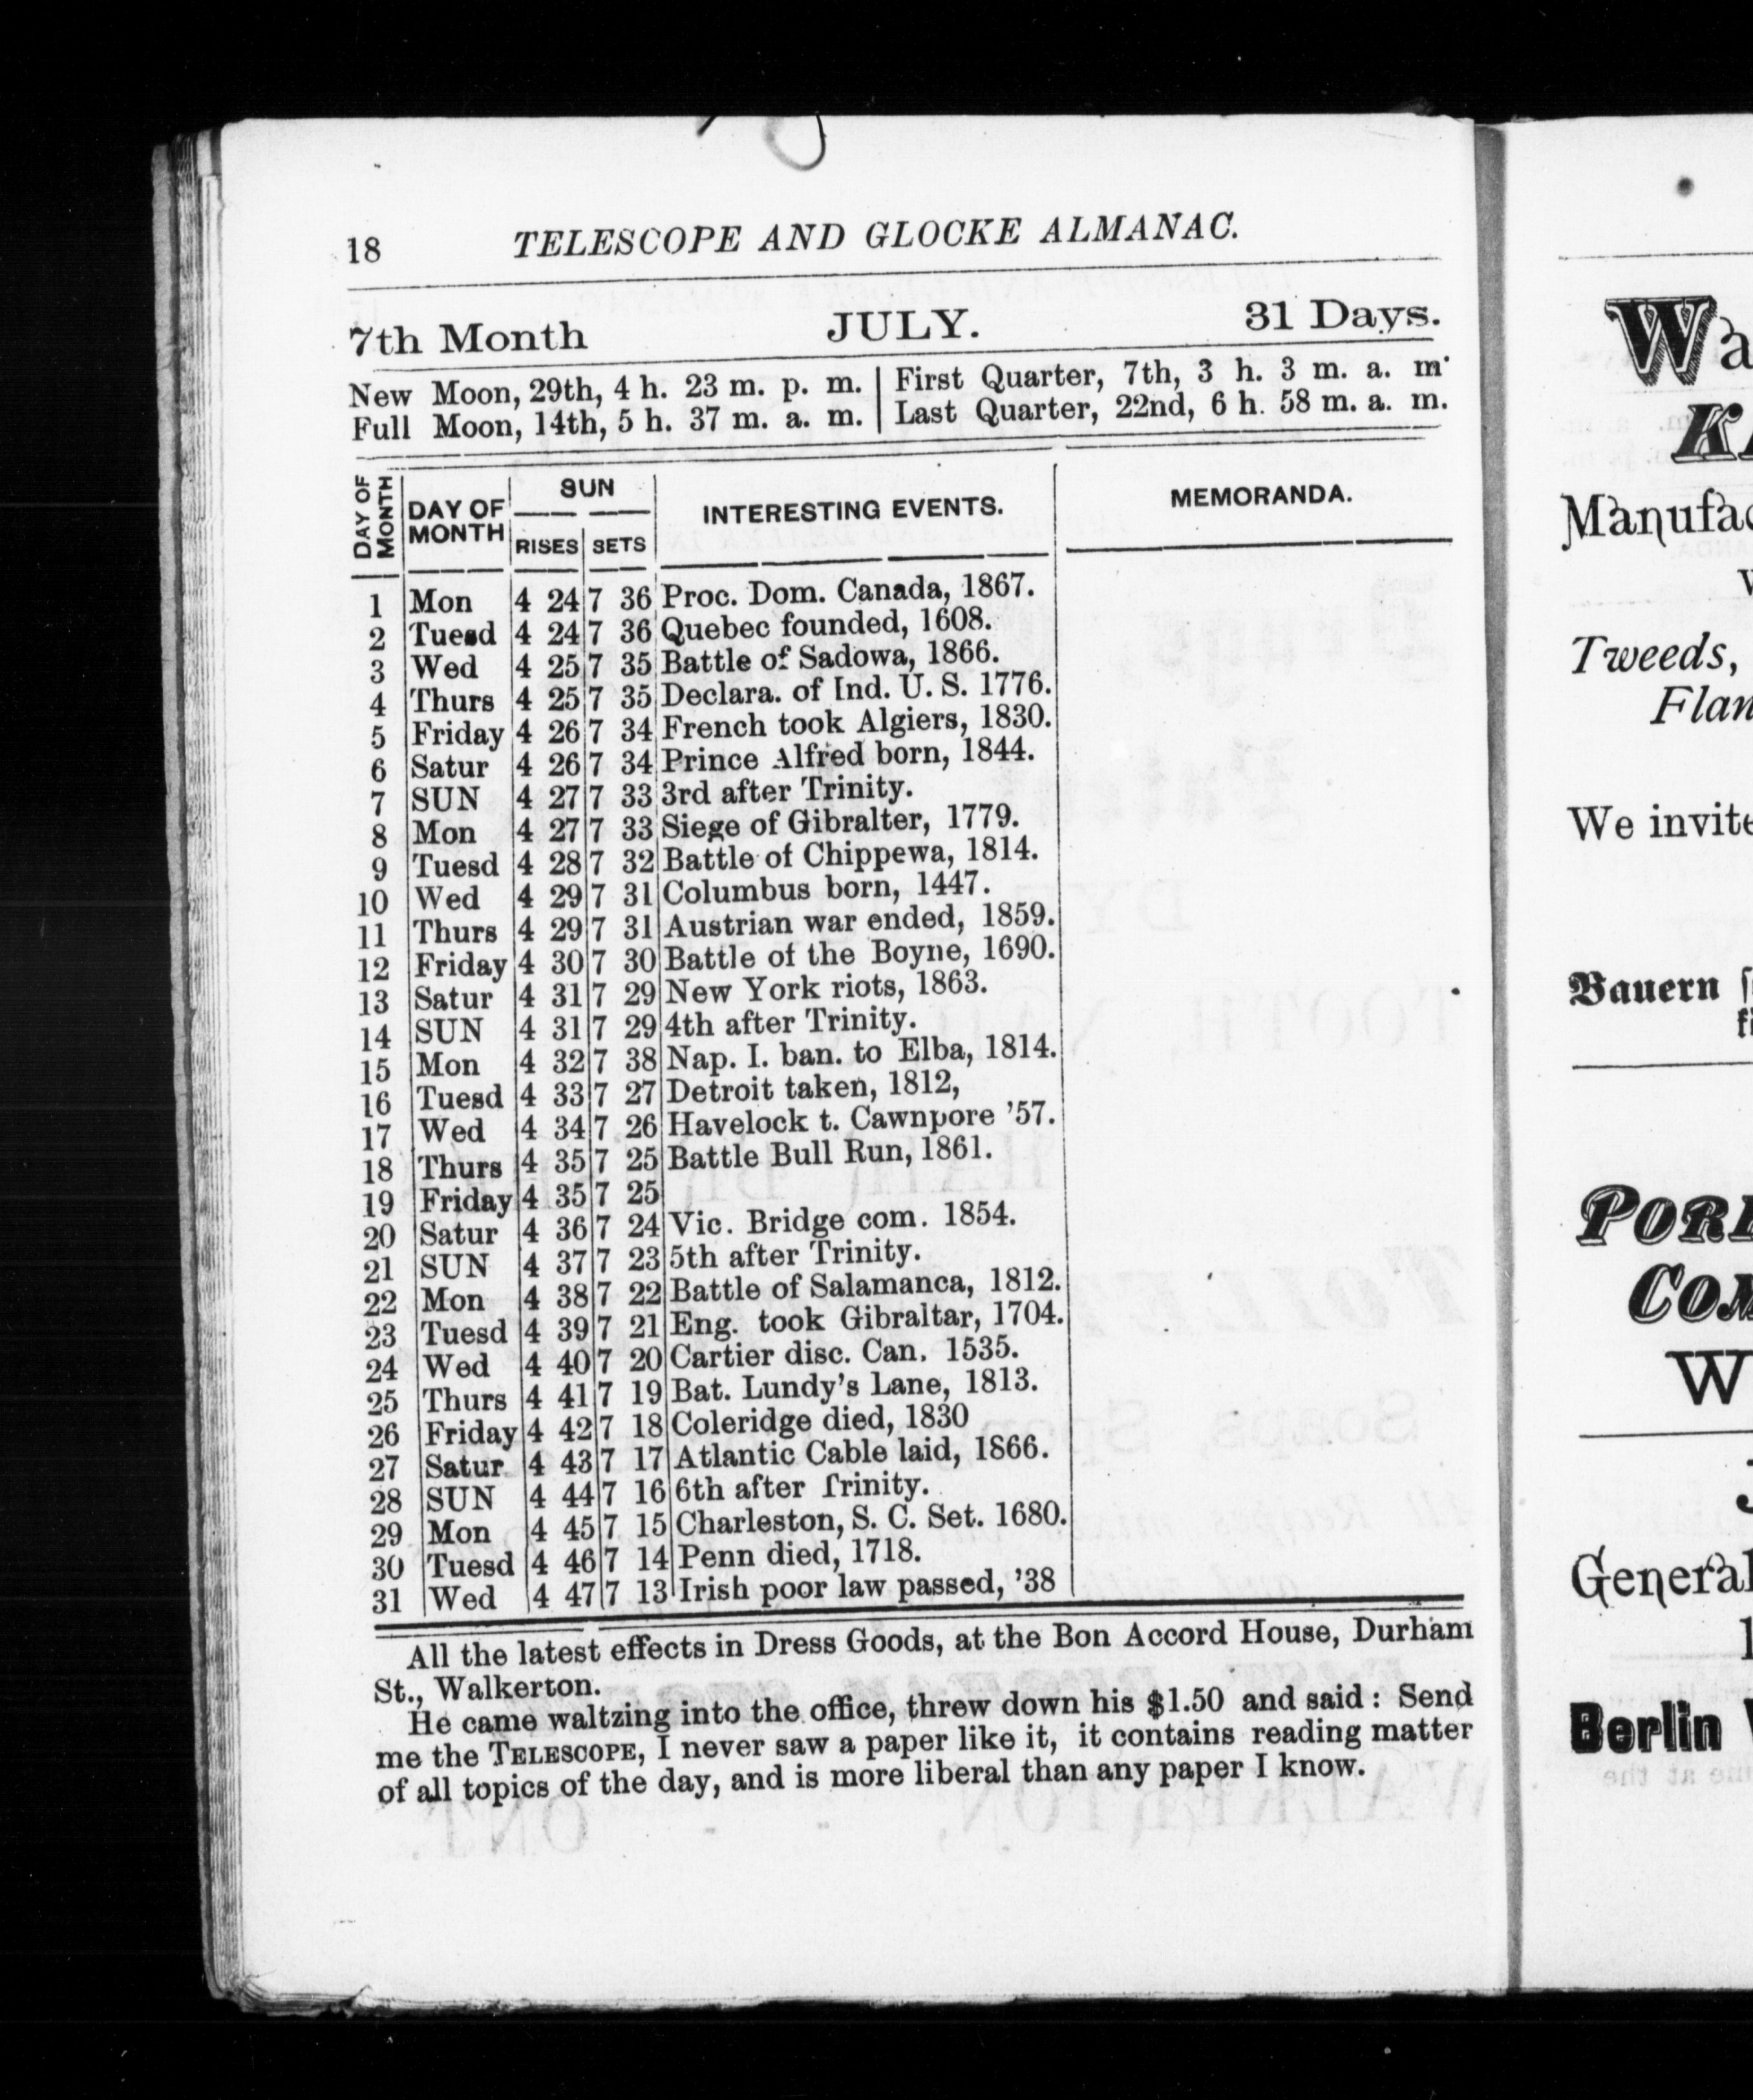 18 TELESCOPE AND GLOCKE ALMANAC.
7th Month JULY. 31 Days.
New Moon, 29th, 4 h. 23 m. p. m. | First Quarter, 7th, 3 h. 3 m. a. m.
Full Moon, 14th, 5 h. 37 m. a. m. | Last Quarter, 22nd, 6 h. 58 m. a. m.
DAY OF MONTH DAY OF MONTH SUN RISES SETS INTERESTING EVENTS. MEMORANDA.
1 Mon 4 24 7 36 Proc. Dom. Canada, 1867.
2 Tuesd 4 24 7 36 Quebec founded, 1608.
3 Wed 4 25 7 35 Battle of Sadowa, 1866.
4 Thurs 4 25 7 35 Declara. of Ind. U. S. 1776.
5 Friday 4 26 7 34 French took Algiers, 1830.
6 Satur 4 26 7 34 Prince Alfred born, 1844.
7 SUN 4 27 7 33 3rd after Trinity.
8 Mon 4 27 7 33 Siege of Gibralter, 1779.
9 Tuesd 4 28 7 32 Battle of Chippewa, 1814.
10 Wed 4 29 7 31 Columbus born, 1447.
11 Thurs 4 29 7 31 Austrian war ended, 1859.
12 Friday 4 30 7 30 Battle of the Boyne, 1690.
13 Satur 4 31 7 29 New York riots, 1863.
14 SUN 4 31 7 29 4th after Trinity.
15 Mon 4 32 7 38 Nap. I. ban. to Elba, 1814.
16 Tuesd 4 33 7 27 Detroit taken, 1812,
17 Wed 4 34 7 26 Havelock t. Cawnpore '57.
18 Thurs 4 35 7 25 Battle Bull Run, 1861.
19 Friday 4 35 7 25
20 Satur 4 36 7 24 Vic. Bridge com. 1854.
21 SUN 4 37 7 23 5th after Trinity.
22 Mon 4 38 7 22 Battle of Salamanca, 1812.
23 Tuesd 4 39 7 21 Eng. took Gibraltar, 1704.
24 Wed 4 40 7 20 Cartier disc. Can. 1535.
25 Thurs 4 41 7 19 Bat. Lundy's Lane, 1813.
26 Friday 4 42 7 18 Coleridge died, 1830
27 Satur 4 43 7 17 Atlantic Cable laid, 1866.
28 SUN 4 44 7 16 6th after Trinity.
29 Mon 4 45 7 15 Charleston, S. C. Set. 1680.
30 Tuesd 4 46 7 14 Penn died, 1718.
31 Wed 4 47 7 13 Irish poor law passed, '38
All the latest effects in Dress Goods, at the Bon Accord House, Durham
St., Walkerton.
He came waltzing into the office, threw down his $1.50 and said: Send
me the TELESCOPE, I never saw a paper like it, it contains reading matter
of all topics of the day, and is more liberal than any paper I know.
Tweeds,
We invite
Bauern
General
Berlin